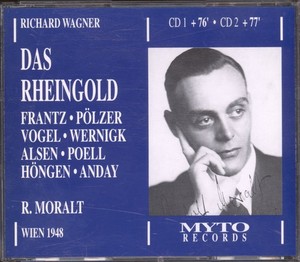 RICHARD WAGNER
CD 1 + 76' · CD 2 + 77'
DAS
RHEINGOLD
FRANTZ · PÖLZER
VOGEL · WERNIGK
ALSEN · POELL
HÖNGEN · ANDAY
R. MORALT
WIEN 1948
MYTO
RECORDS